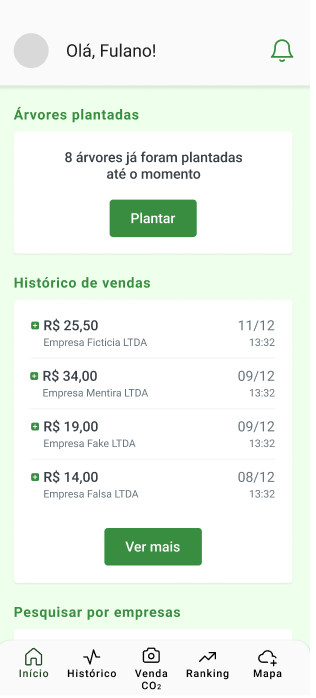 Olá, Fulano!
Árvores plantadas
8 árvores já foram plantadas
até o momento
Plantar
Histórico de vendas
R$ 25,50 11/12
Empresa Ficticia LTDA 13:32
R$ 34,00 09/12
Empresa Mentira LTDA 13:32
R$ 19,00 09/12
Empresa Fake LTDA 13:32
R$ 14,00 08/12
Empresa Falsa LTDA 13:32
Ver mais
Pesquisar por empresas
Início Histórico Venda Ranking Mapa
CO₂